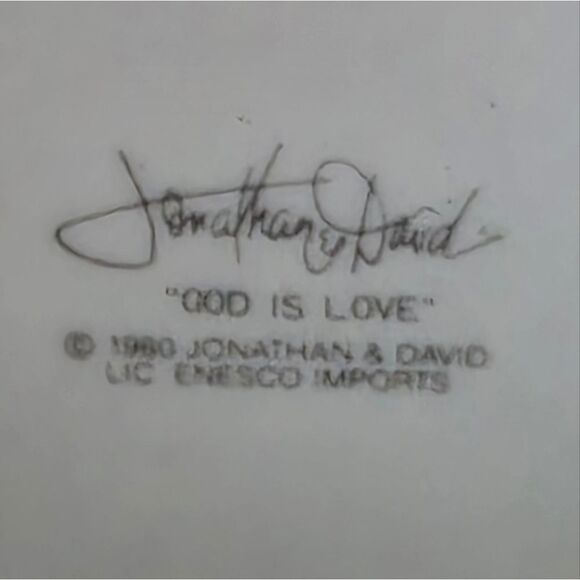 Jonathan & David
"GOD IS LOVE"
© 1980 JONATHAN & DAVID
LIC ENESCO IMPORTS